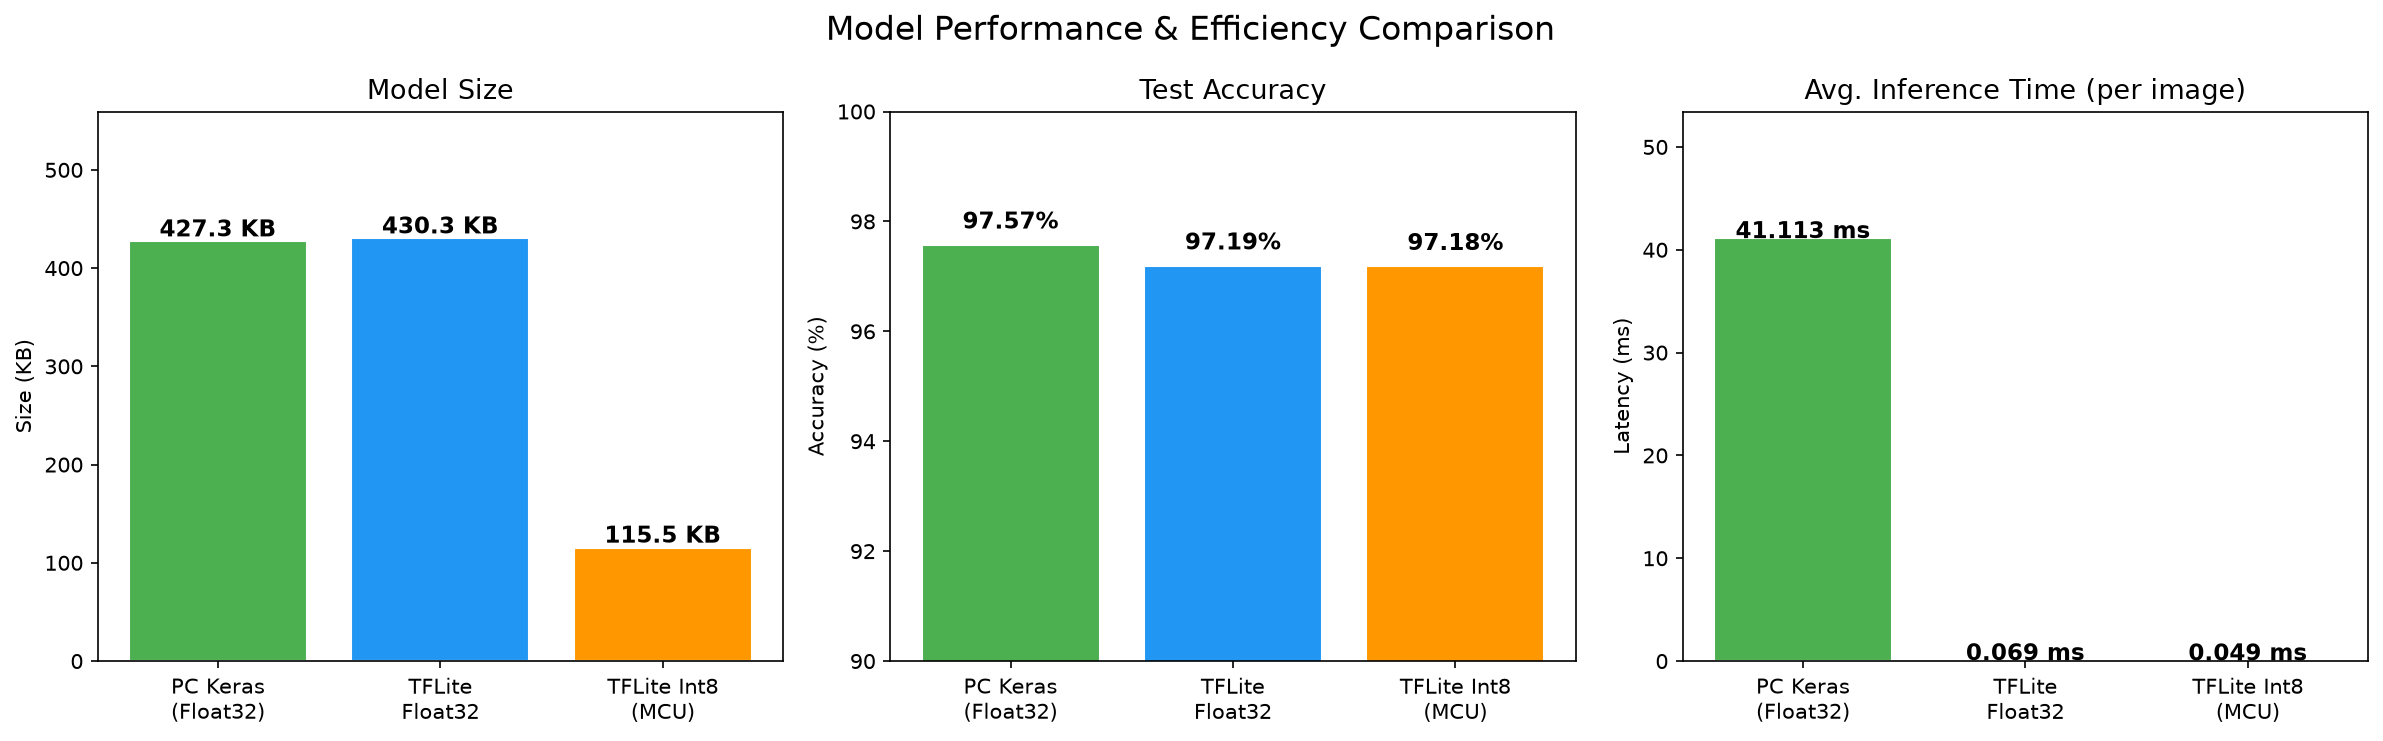 Model Performance & Efficiency Comparison
Model Size
Size (KB)
500
400
300
200
100
0
427.3 KB
430.3 KB
115.5 KB
PC Keras
(Float32)
TFLite
Float32
TFLite Int8
(MCU)
Test Accuracy
Accuracy (%)
100
98
96
94
92
90
97.57%
97.19%
97.18%
PC Keras
(Float32)
TFLite
Float32
TFLite Int8
(MCU)
Avg. Inference Time (per image)
Latency (ms)
50
40
30
20
10
0
41.113 ms
0.069 ms
0.049 ms
PC Keras
(Float32)
TFLite
Float32
TFLite Int8
(MCU)